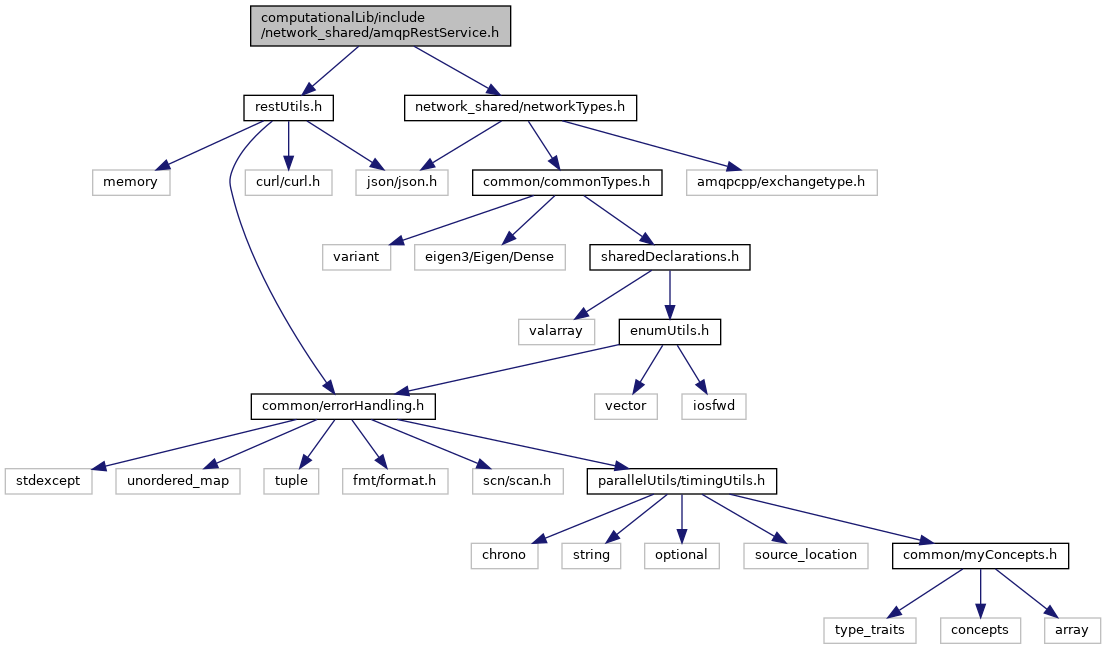 computationalLib/include
/network_shared/amqpRestService.h
restUtils.h
network_shared/networkTypes.h
memory
curl/curl.h
json/json.h
common/commonTypes.h
amqpcpp/exchangetype.h
variant
eigen3/Eigen/Dense
sharedDeclarations.h
valarray
enumUtils.h
common/errorHandling.h
vector
iosfwd
stdexcept
unordered_map
tuple
fmt/format.h
scn/scan.h
parallelUtils/timingUtils.h
chrono
string
optional
source_location
common/myConcepts.h
type_traits
concepts
array